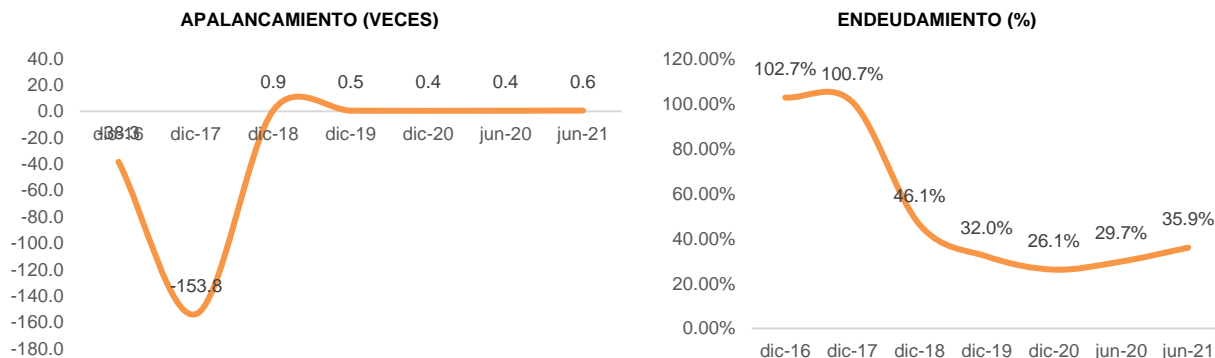 APALANCAMIENTO (VECES)
40.0
20.0
0.0
-20.0
-40.0
-60.0
-80.0
-100.0
-120.0
-140.0
-160.0
-180.0
-38.3
-153.8
0.9
0.5
0.4
0.4
0.6
dic-16
dic-17
dic-18
dic-19
dic-20
jun-20
jun-21
ENDEUDAMIENTO (%)
120.00%
100.00%
80.00%
60.00%
40.00%
20.00%
0.00%
102.7%
100.7%
46.1%
32.0%
26.1%
29.7%
35.9%
dic-16
dic-17
dic-18
dic-19
dic-20
jun-20
jun-21